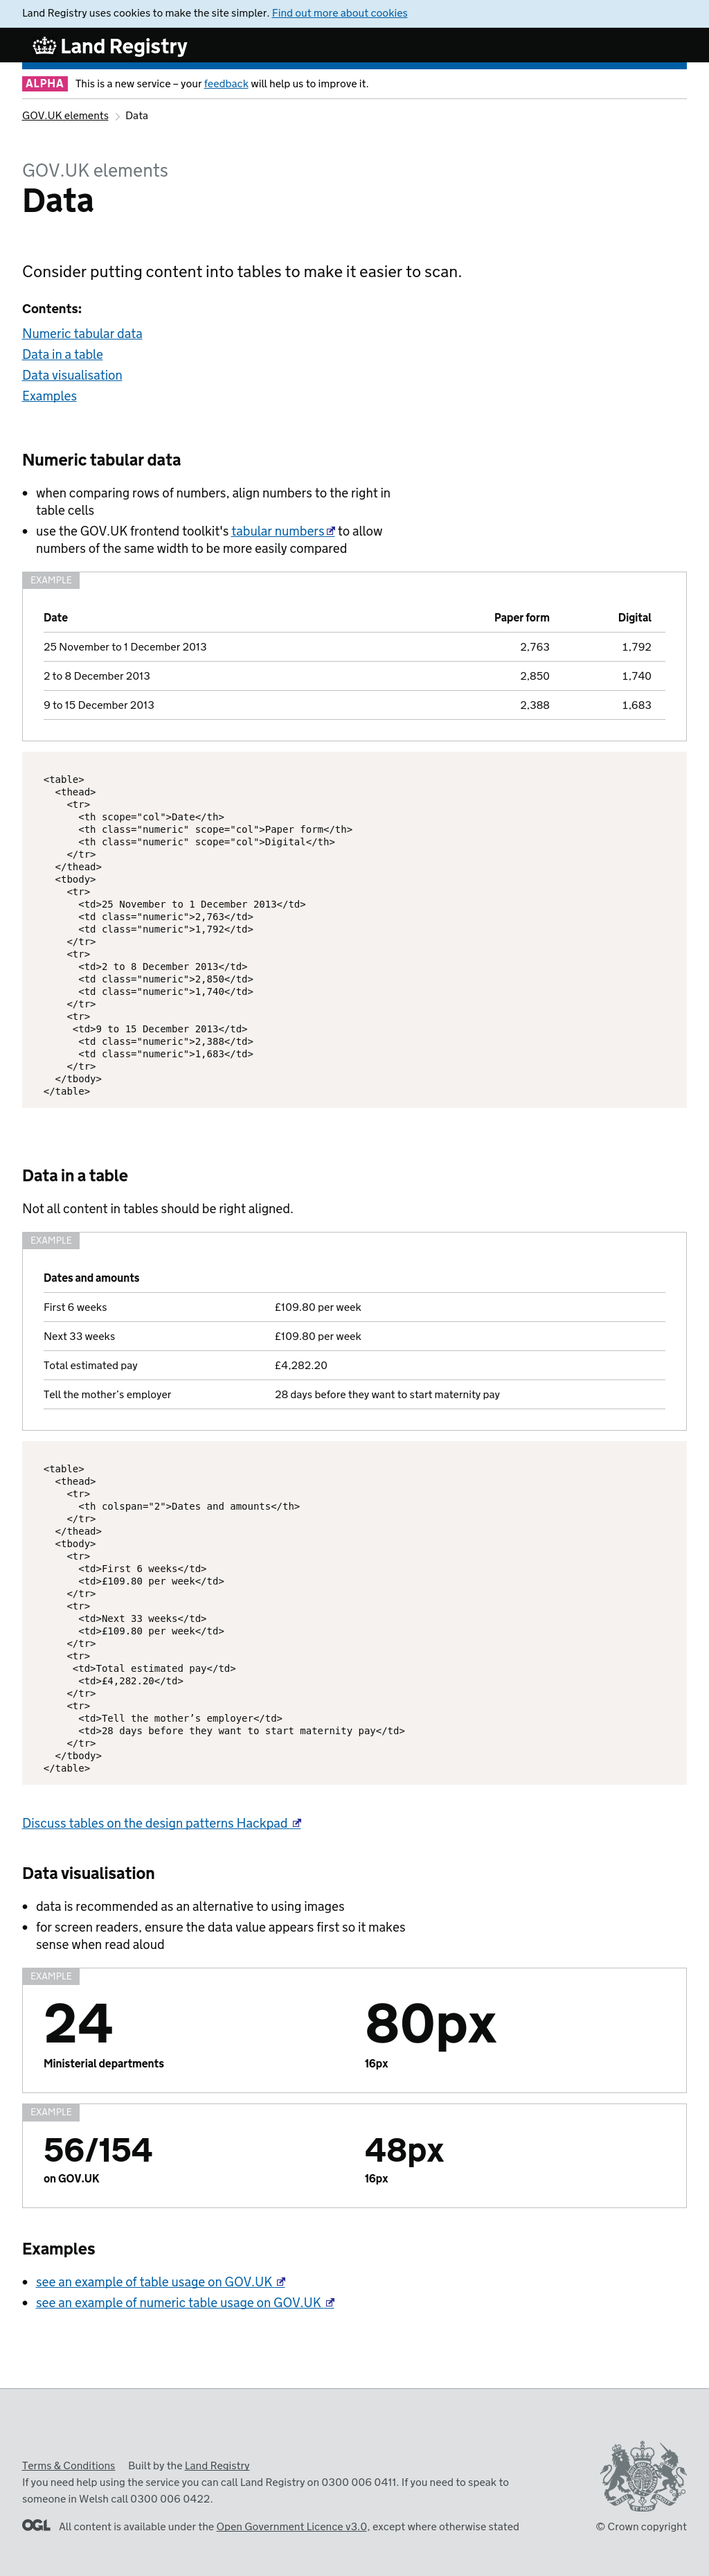 Land Registry uses cookies to make the site simpler. Find out more about cookies
Land Registry
ALPHA This is a new service – your feedback will help us to improve it.
GOV.UK elements > Data
GOV.UK elements
Data
Consider putting content into tables to make it easier to scan.
Contents:
Numeric tabular data
Data in a table
Data visualisation
Examples
Numeric tabular data
• when comparing rows of numbers, align numbers to the right in
table cells
• use the GOV.UK frontend toolkit's tabular numbers to allow
numbers of the same width to be more easily compared
EXAMPLE
Date Paper form Digital
25 November to 1 December 2013 2,763 1,792
2 to 8 December 2013 2,850 1,740
9 to 15 December 2013 2,388 1,683
<table>
  <thead>
    <tr>
      <th scope="col">Date</th>
      <th class="numeric" scope="col">Paper form</th>
      <th class="numeric" scope="col">Digital</th>
    </tr>
  </thead>
  <tbody>
    <tr>
      <td>25 November to 1 December 2013</td>
      <td class="numeric">2,763</td>
      <td class="numeric">1,792</td>
    </tr>
    <tr>
      <td>2 to 8 December 2013</td>
      <td class="numeric">2,850</td>
      <td class="numeric">1,740</td>
    </tr>
    <tr>
     <td>9 to 15 December 2013</td>
      <td class="numeric">2,388</td>
      <td class="numeric">1,683</td>
    </tr>
  </tbody>
</table>
Data in a table
Not all content in tables should be right aligned.
EXAMPLE
Dates and amounts
First 6 weeks £109.80 per week
Next 33 weeks £109.80 per week
Total estimated pay £4,282.20
Tell the mother’s employer 28 days before they want to start maternity pay
<table>
  <thead>
    <tr>
      <th colspan="2">Dates and amounts</th>
    </tr>
  </thead>
  <tbody>
    <tr>
      <td>First 6 weeks</td>
      <td>£109.80 per week</td>
    </tr>
    <tr>
      <td>Next 33 weeks</td>
      <td>£109.80 per week</td>
    </tr>
    <tr>
     <td>Total estimated pay</td>
      <td>£4,282.20</td>
    </tr>
    <tr>
      <td>Tell the mother’s employer</td>
      <td>28 days before they want to start maternity pay</td>
    </tr>
  </tbody>
</table>
Discuss tables on the design patterns Hackpad
Data visualisation
• data is recommended as an alternative to using images
• for screen readers, ensure the data value appears first so it makes
sense when read aloud
EXAMPLE
24 80px
Ministerial departments 16px
EXAMPLE
56/154 48px
on GOV.UK 16px
Examples
• see an example of table usage on GOV.UK
• see an example of numeric table usage on GOV.UK
Terms & Conditions Built by the Land Registry
If you need help using the service you can call Land Registry on 0300 006 0411. If you need to speak to
someone in Welsh call 0300 006 0422.
OGL All content is available under the Open Government Licence v3.0, except where otherwise stated
© Crown copyright